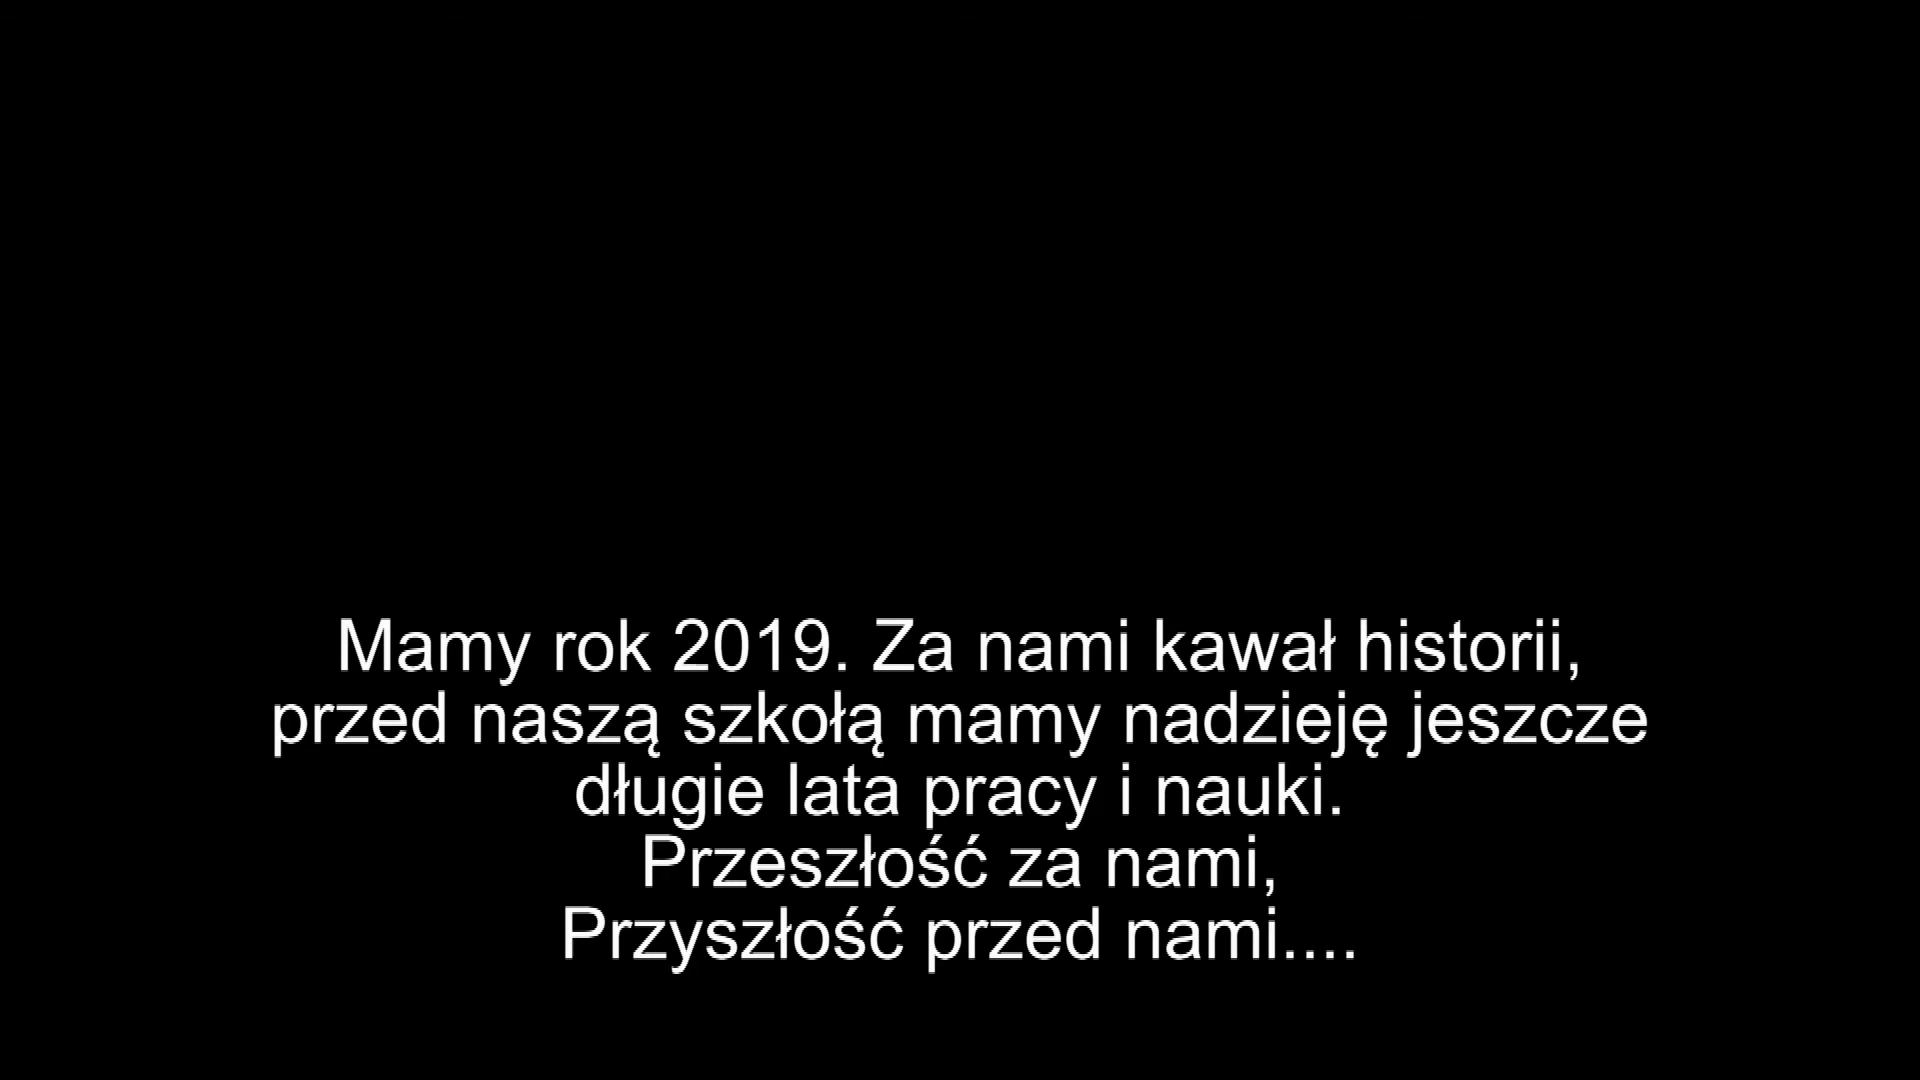 Mamy rok 2019. Za nami kawał historii,
przed naszą szkołą mamy nadzieję jeszcze
długie lata pracy i nauki.
Przeszłość za nami,
Przyszłość przed nami....